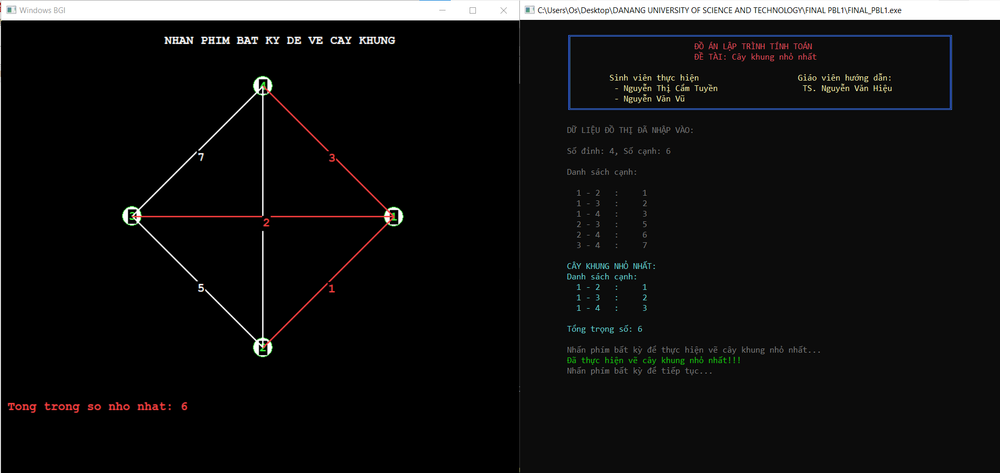 Windows BGI
NHAN PHIM BAT KY DE VE CAY KHUNG
4
7
3
3
2
1
5
1
2
Tong trong so nho nhat: 6
C:\Users\Os\Desktop\DANANG UNIVERSITY OF SCIENCE AND TECHNOLOGY\FINAL PBL1\FINAL_PBL1.exe
ĐỒ ÁN LẬP TRÌNH TÍNH TOÁN
ĐỀ TÀI: Cây khung nhỏ nhất
Sinh viên thực hiện Giáo viên hướng dẫn:
- Nguyễn Thị Cẩm Tuyền TS. Nguyễn Văn Hiệu
- Nguyễn Văn Vũ
DỮ LIỆU ĐỒ THỊ ĐÃ NHẬP VÀO:
Số đỉnh: 4, Số cạnh: 6
Danh sách cạnh:
1 - 2 : 1
1 - 3 : 2
1 - 4 : 3
2 - 3 : 5
2 - 4 : 6
3 - 4 : 7
CÂY KHUNG NHỎ NHẤT:
Danh sách cạnh:
1 - 2 : 1
1 - 3 : 2
1 - 4 : 3
Tổng trọng số: 6
Nhấn phím bất kỳ để thực hiện vẽ cây khung nhỏ nhất...
Đã thực hiện vẽ cây khung nhỏ nhất!!!
Nhấn phím bất kỳ để tiếp tục...